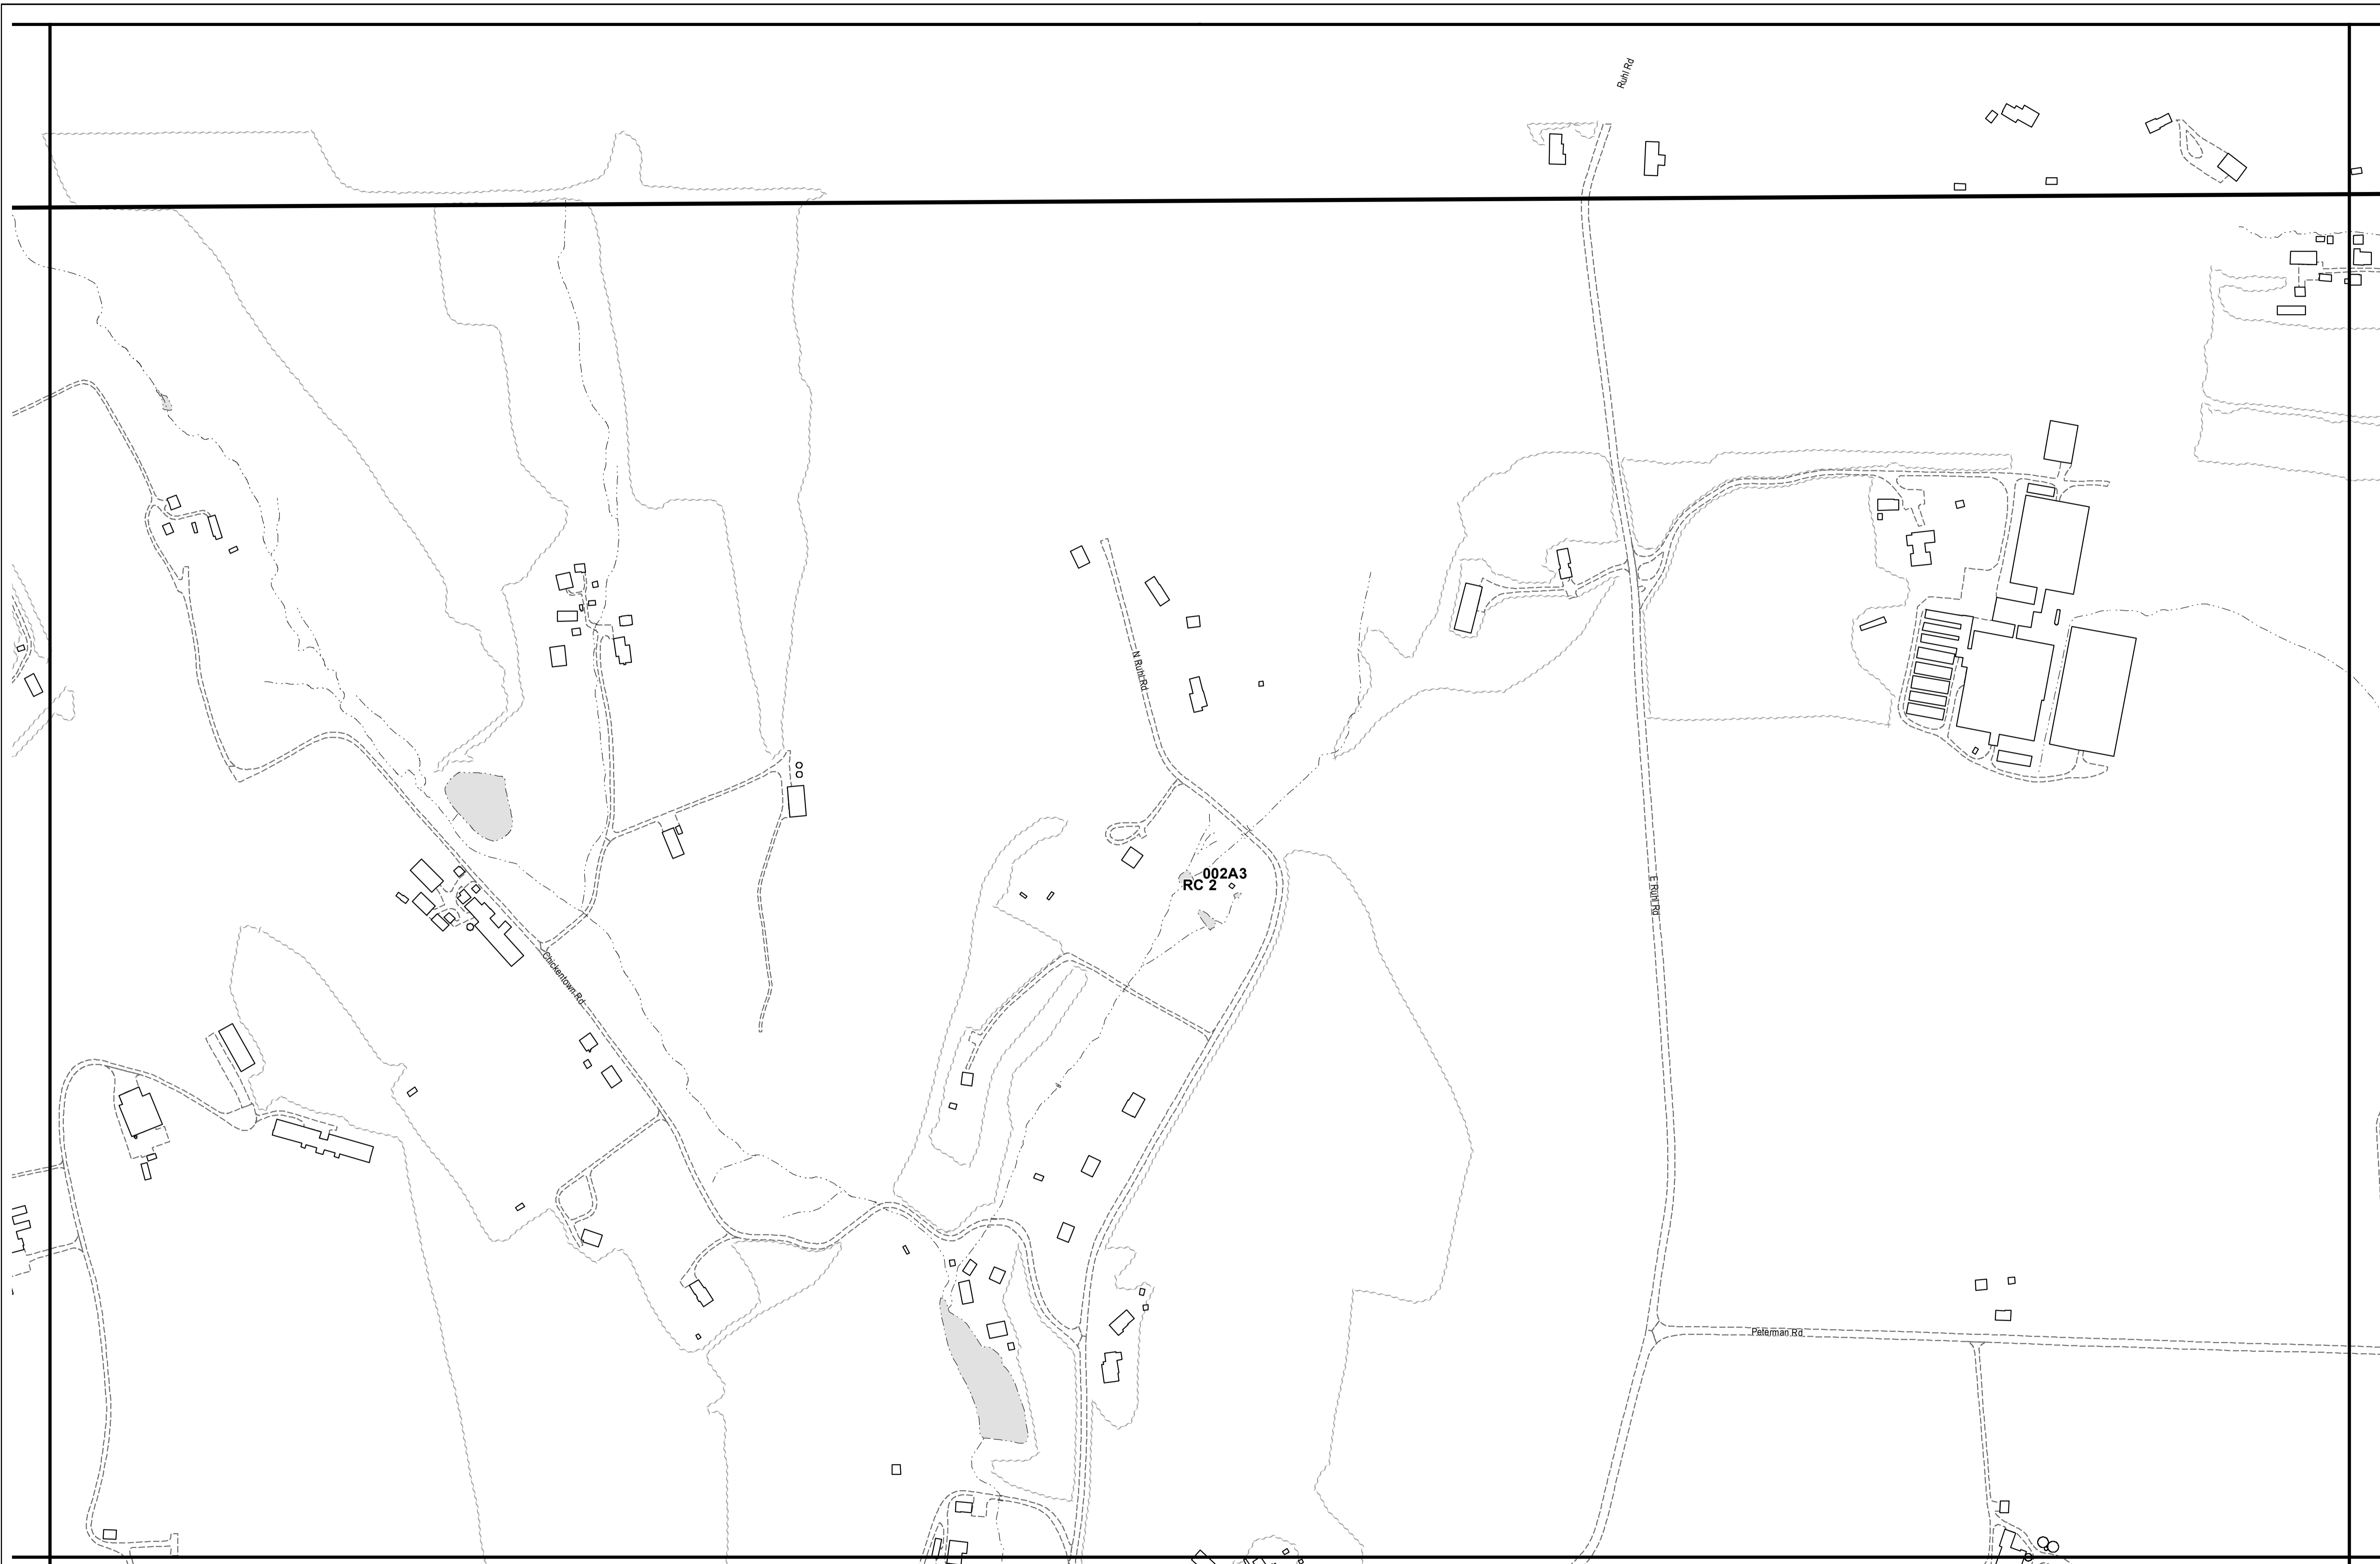 Ruhl Rd
N Ruhl Rd
002A3
RC 2
E Ruhl Rd
Chickentown Rd
Peterman Rd